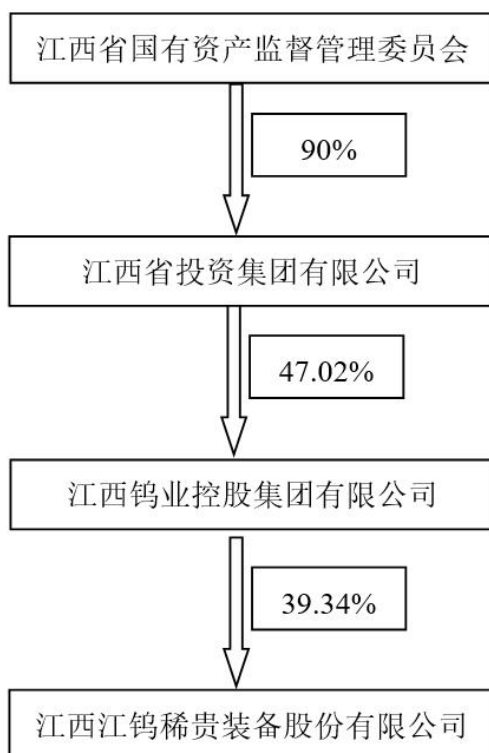 江西省国有资产监督管理委员会
90%
江西省投资集团有限公司
47.02%
江西钨业控股集团有限公司
39.34%
江西江钨稀贵装备股份有限公司